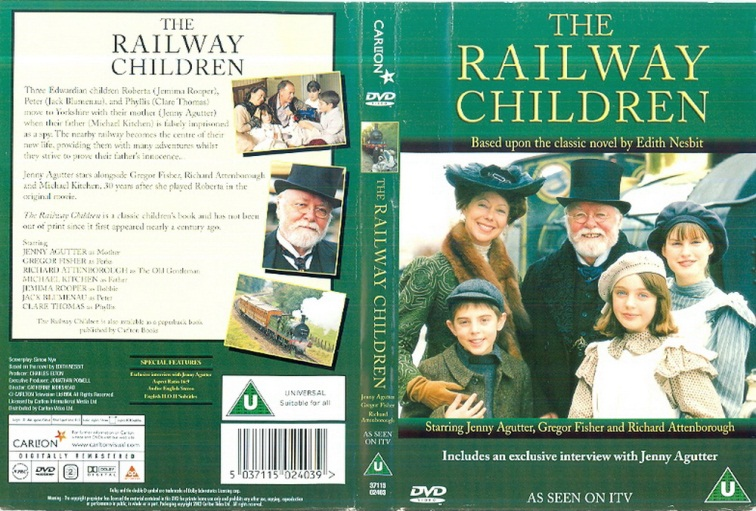 THE
RAILWAY
CHILDREN
Three Edwardian children Roberta (Jemima Rooper),
Peter (Jack Blumenau), and Phyllis (Clare Thomas)
move to Yorkshire with their mother (Jenny Agutter)
when their father (Michael Kitchen) is falsely imprisoned
as a spy. The nearby railway becomes the centre of their
new life, providing them with many adventures whilst
they strive to prove their father's innocence.
Jenny Agutter stars alongside Gregor Fisher, Richard Attenborough
and Michael Kitchen, 30 years after she played Roberta in the
original movie.
The Railway Children is a classic children's book and has not been
out of print since it first appeared nearly a century ago.
Starring
JENNY AGUTTER as Mother
GREGOR FISHER as Perks
RICHARD ATTENBOROUGH as The Old Gentleman
MICHAEL KITCHEN as Father
JEMIMA ROOPER as Bobbie
JACK BLUMENAU as Peter
CLARE THOMAS as Phyllis
The Railway Children is also available as a paperback book
published by Carlton Books
Screenplay: Simon Nye
Based on the novel by EDITH NESBIT
Producer: CHARLES ELTON
Executive Producer: JONATHAN POWELL
Director: CATHERINE MORSHEAD
© CARLTON Television Ltd. All Rights Reserved.
Licensed by Carlton International Media Ltd
Distributed by Carlton Video Ltd.
SPECIAL FEATURES
Exclusive interview with Jenny Agutter
Aspect Ratio 16:9
Audio: English Stereo
English H.O.H Subtitles
U
UNIVERSAL
Suitable for all
CARLTON
www.carltonvideo.com
DIGITALLY REMASTERED
DVD
2
DOLBY
DIGITAL
5 037115 024039 >
CARLTON
DVD
THE RAILWAY CHILDREN
Jenny Agutter
Gregor Fisher
Richard
Attenborough
AS SEEN
ON ITV
U
37115
02403
THE
RAILWAY
CHILDREN
Based upon the classic novel by Edith Nesbit
Starring Jenny Agutter, Gregor Fisher and Richard Attenborough
Includes an exclusive interview with Jenny Agutter
DVD
VIDEO
AS SEEN ON ITV
U